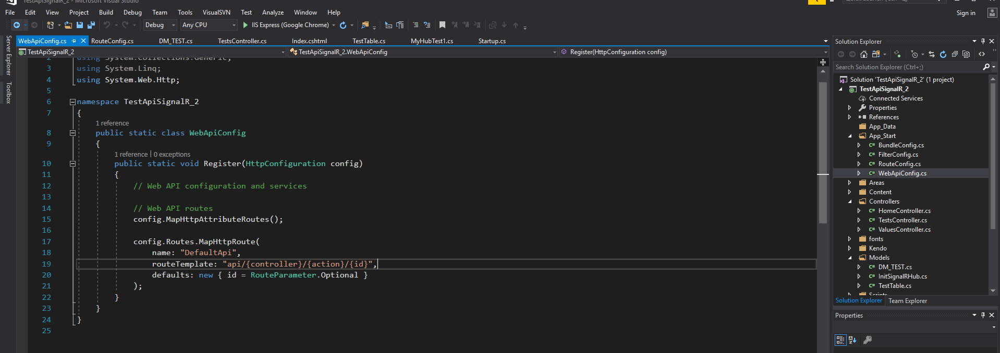 TestApiSignalR_2 - Microsoft Visual Studio
File Edit View Project Build Debug Team Tools VisualSVN Test Analyze Window Help
Sign in
Debug Any CPU IIS Express (Google Chrome)
WebApiConfig.cs RouteConfig.cs DM_TEST.cs TestsController.cs Index.cshtml TestTable.cs MyHubTest1.cs Startup.cs
TestApiSignalR_2 TestApiSignalR_2.WebApiConfig Register(HttpConfiguration config)
Server Explorer
Toolbox
2 using System.Collections.Generic;
3 using System.Linq;
4 using System.Web.Http;
5
6 namespace TestApiSignalR_2
7 {
1 reference
8 public static class WebApiConfig
9 {
1 reference | 0 exceptions
10 public static void Register(HttpConfiguration config)
11 {
12 // Web API configuration and services
13
14 // Web API routes
15 config.MapHttpAttributeRoutes();
16
17 config.Routes.MapHttpRoute(
18 name: "DefaultApi",
19 routeTemplate: "api/{controller}/{action}/{id}",
20 defaults: new { id = RouteParameter.Optional }
21 );
22 }
23 }
24 }
25
Solution Explorer
Search Solution Explorer (Ctrl+;)
Solution 'TestApiSignalR_2' (1 project)
TestApiSignalR_2
Connected Services
Properties
References
App_Data
App_Start
BundleConfig.cs
FilterConfig.cs
RouteConfig.cs
WebApiConfig.cs
Areas
Content
Controllers
HomeController.cs
TestsController.cs
ValuesController.cs
fonts
Kendo
Models
DM_TEST.cs
InitSignalRHub.cs
TestTable.cs
Scripts
Solution Explorer Team Explorer
Properties